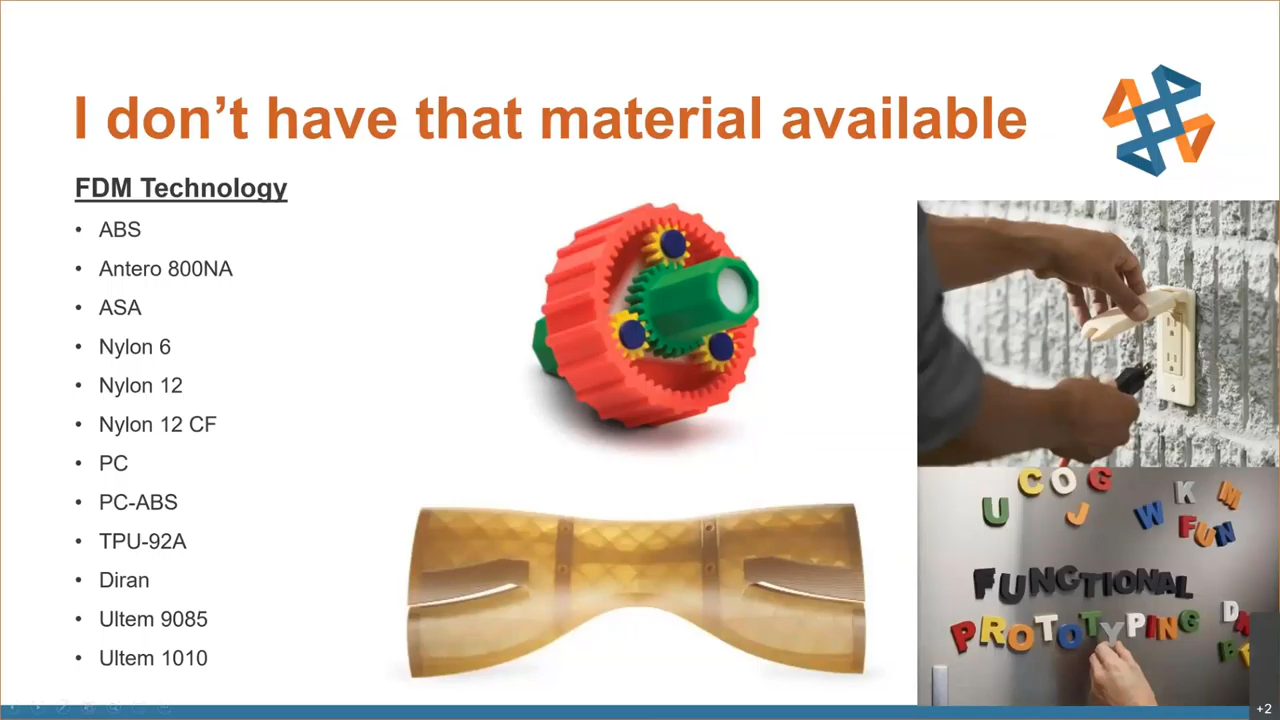 I don’t have that material available
FDM Technology
• ABS
• Antero 800NA
• ASA
• Nylon 6
• Nylon 12
• Nylon 12 CF
• PC
• PC-ABS
• TPU-92A
• Diran
• Ultem 9085
• Ultem 1010
U C O G J K M W
FUN
FUNCTIONAL
PROTOTYPING
+2